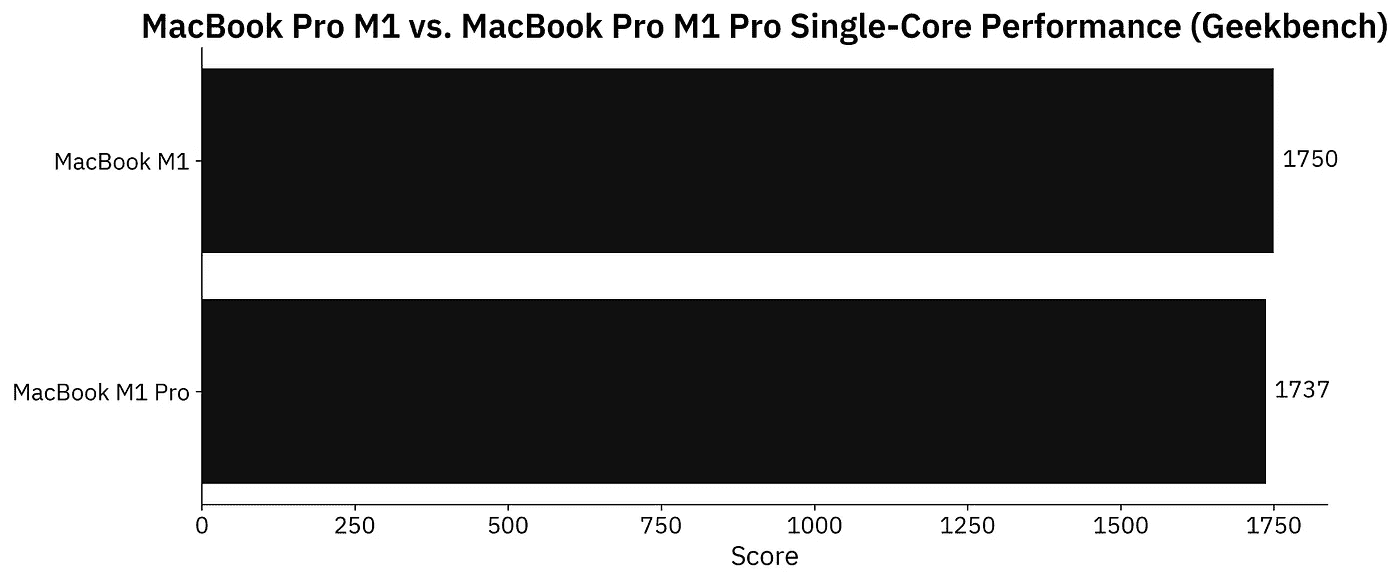 MacBook Pro M1 vs. MacBook Pro M1 Pro Single-Core Performance (Geekbench)
MacBook M1
1750
MacBook M1 Pro
1737
0 250 500 750 1000 1250 1500 1750
Score